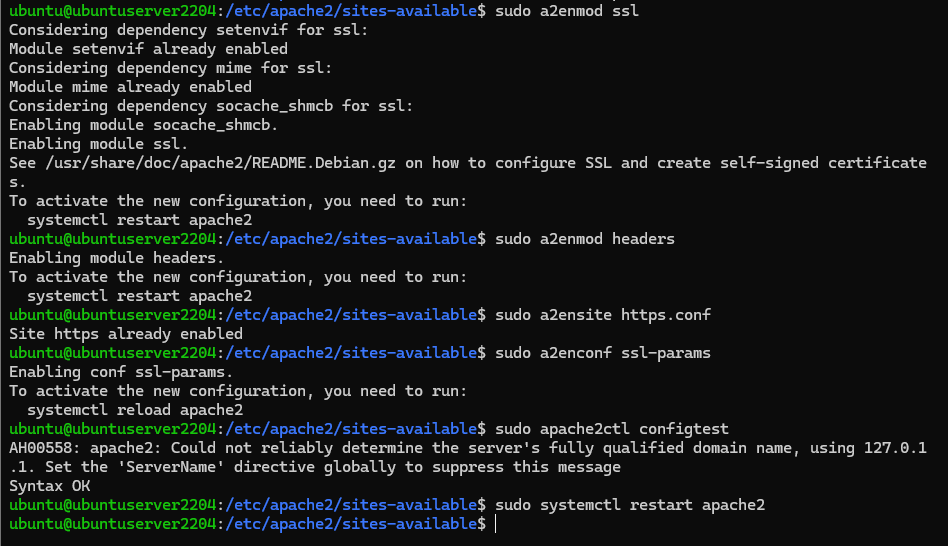 ubuntu@ubuntuserver2204:/etc/apache2/sites-available$ sudo a2enmod ssl
Considering dependency setenvif for ssl:
Module setenvif already enabled
Considering dependency mime for ssl:
Module mime already enabled
Considering dependency socache_shmcb for ssl:
Enabling module socache_shmcb.
Enabling module ssl.
See /usr/share/doc/apache2/README.Debian.gz on how to configure SSL and create self-signed certificate
s.
To activate the new configuration, you need to run:
  systemctl restart apache2
ubuntu@ubuntuserver2204:/etc/apache2/sites-available$ sudo a2enmod headers
Enabling module headers.
To activate the new configuration, you need to run:
  systemctl restart apache2
ubuntu@ubuntuserver2204:/etc/apache2/sites-available$ sudo a2ensite https.conf
Site https already enabled
ubuntu@ubuntuserver2204:/etc/apache2/sites-available$ sudo a2enconf ssl-params
Enabling conf ssl-params.
To activate the new configuration, you need to run:
  systemctl reload apache2
ubuntu@ubuntuserver2204:/etc/apache2/sites-available$ sudo apache2ctl configtest
AH00558: apache2: Could not reliably determine the server's fully qualified domain name, using 127.0.1
.1. Set the 'ServerName' directive globally to suppress this message
Syntax OK
ubuntu@ubuntuserver2204:/etc/apache2/sites-available$ sudo systemctl restart apache2
ubuntu@ubuntuserver2204:/etc/apache2/sites-available$